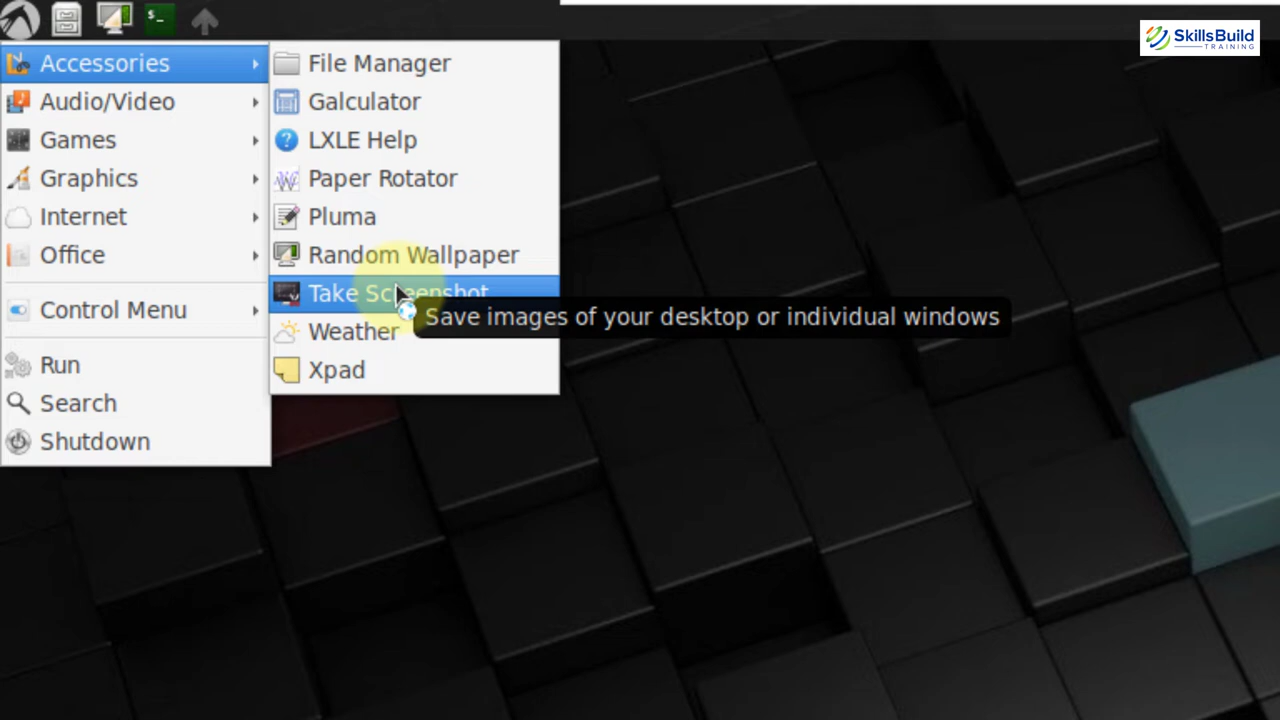 $_
SkillsBuild
TRAINING
Accessories
Audio/Video
Games
Graphics
Internet
Office
Control Menu
Run
Search
Shutdown
File Manager
Galculator
LXLE Help
Paper Rotator
Pluma
Random Wallpaper
Take Screenshot
Save images of your desktop or individual windows
Weather
Xpad